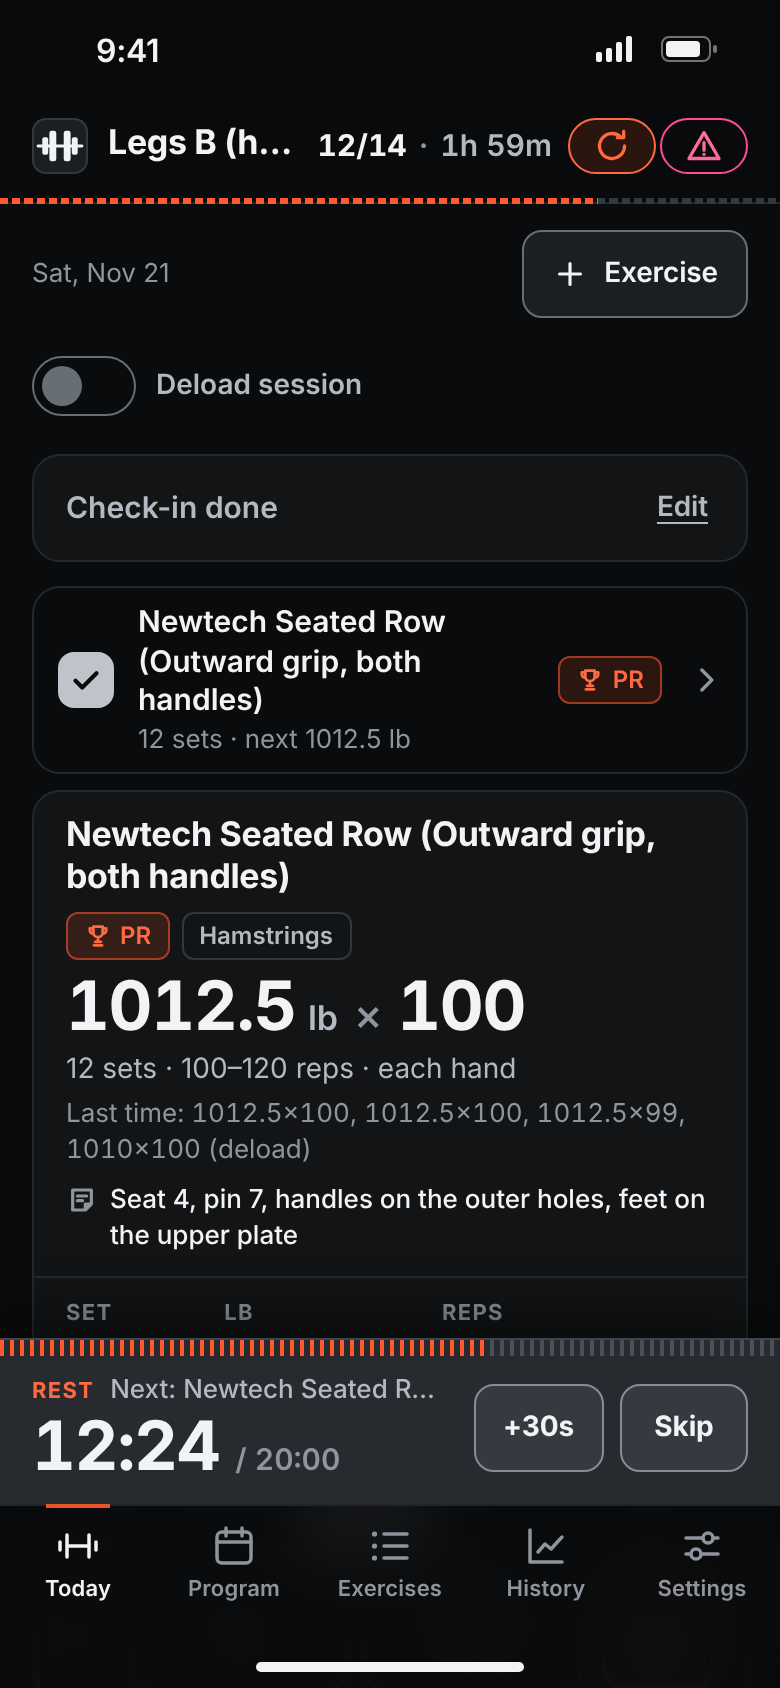 9:41
Legs B (h... 12/14 · 1h 59m
Sat, Nov 21
Exercise
Deload session
Check-in done
Edit
Newtech Seated Row
(Outward grip, both
handles)
12 sets · next 1012.5 lb
PR
Newtech Seated Row (Outward grip,
both handles)
PR Hamstrings
1012.5 lb × 100
12 sets · 100–120 reps · each hand
Last time: 1012.5×100, 1012.5×100, 1012.5×99,
1010×100 (deload)
Seat 4, pin 7, handles on the outer holes, feet on
the upper plate
SET LB REPS
REST Next: Newtech Seated R...
12:24 / 20:00
+30s Skip
Today Program Exercises History Settings